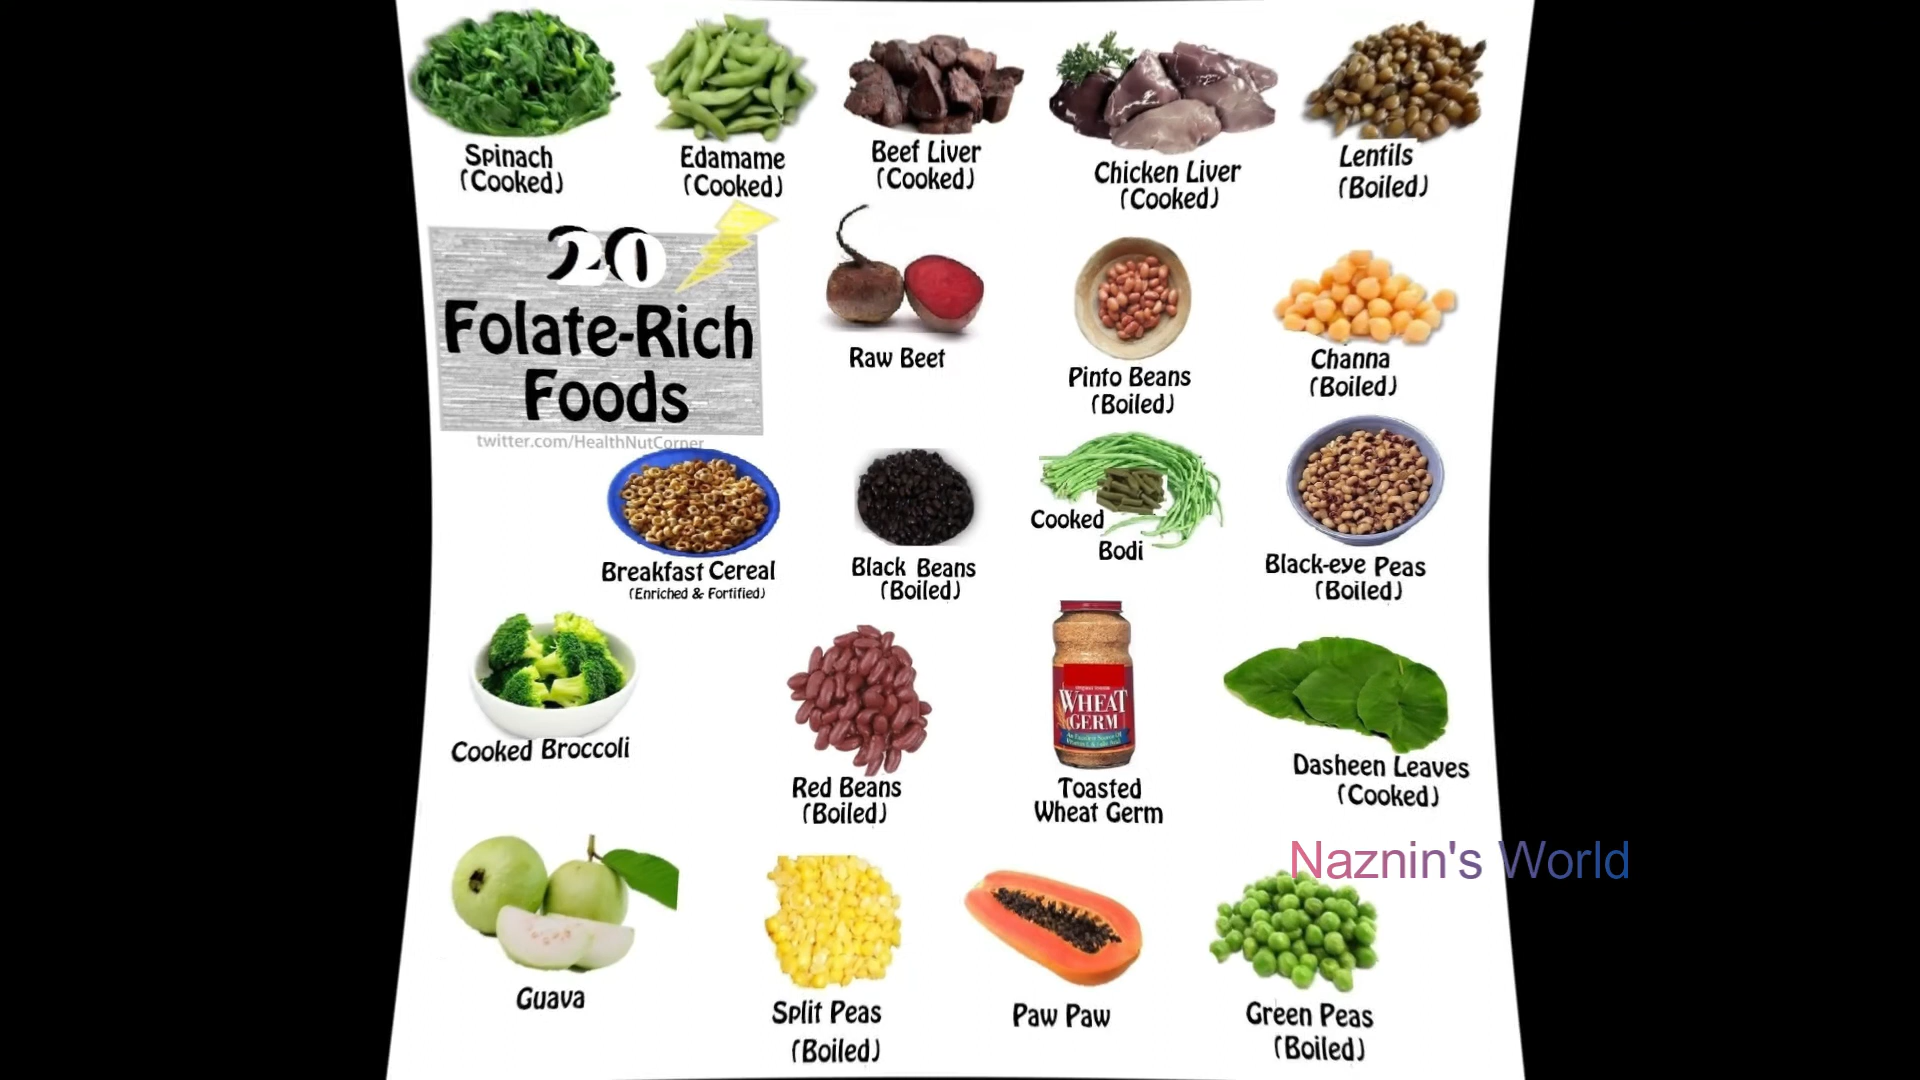 Spinach
(Cooked)
Edamame
(Cooked)
Beef Liver
(Cooked)
Chicken Liver
(Cooked)
Lentils
(Boiled)
20
Folate-Rich
Foods
twitter.com/HealthNutCorner
Raw Beet
Pinto Beans
(Boiled)
Channa
(Boiled)
Breakfast Cereal
(Enriched & Fortified)
Black Beans
(Boiled)
Cooked
Bodi
Black-eye Peas
(Boiled)
Cooked Broccoli
Red Beans
(Boiled)
WHEAT
GERM
Toasted
Wheat Germ
Dasheen Leaves
(Cooked)
Naznin's World
Guava
Split Peas
(Boiled)
Paw Paw
Green Peas
(Boiled)